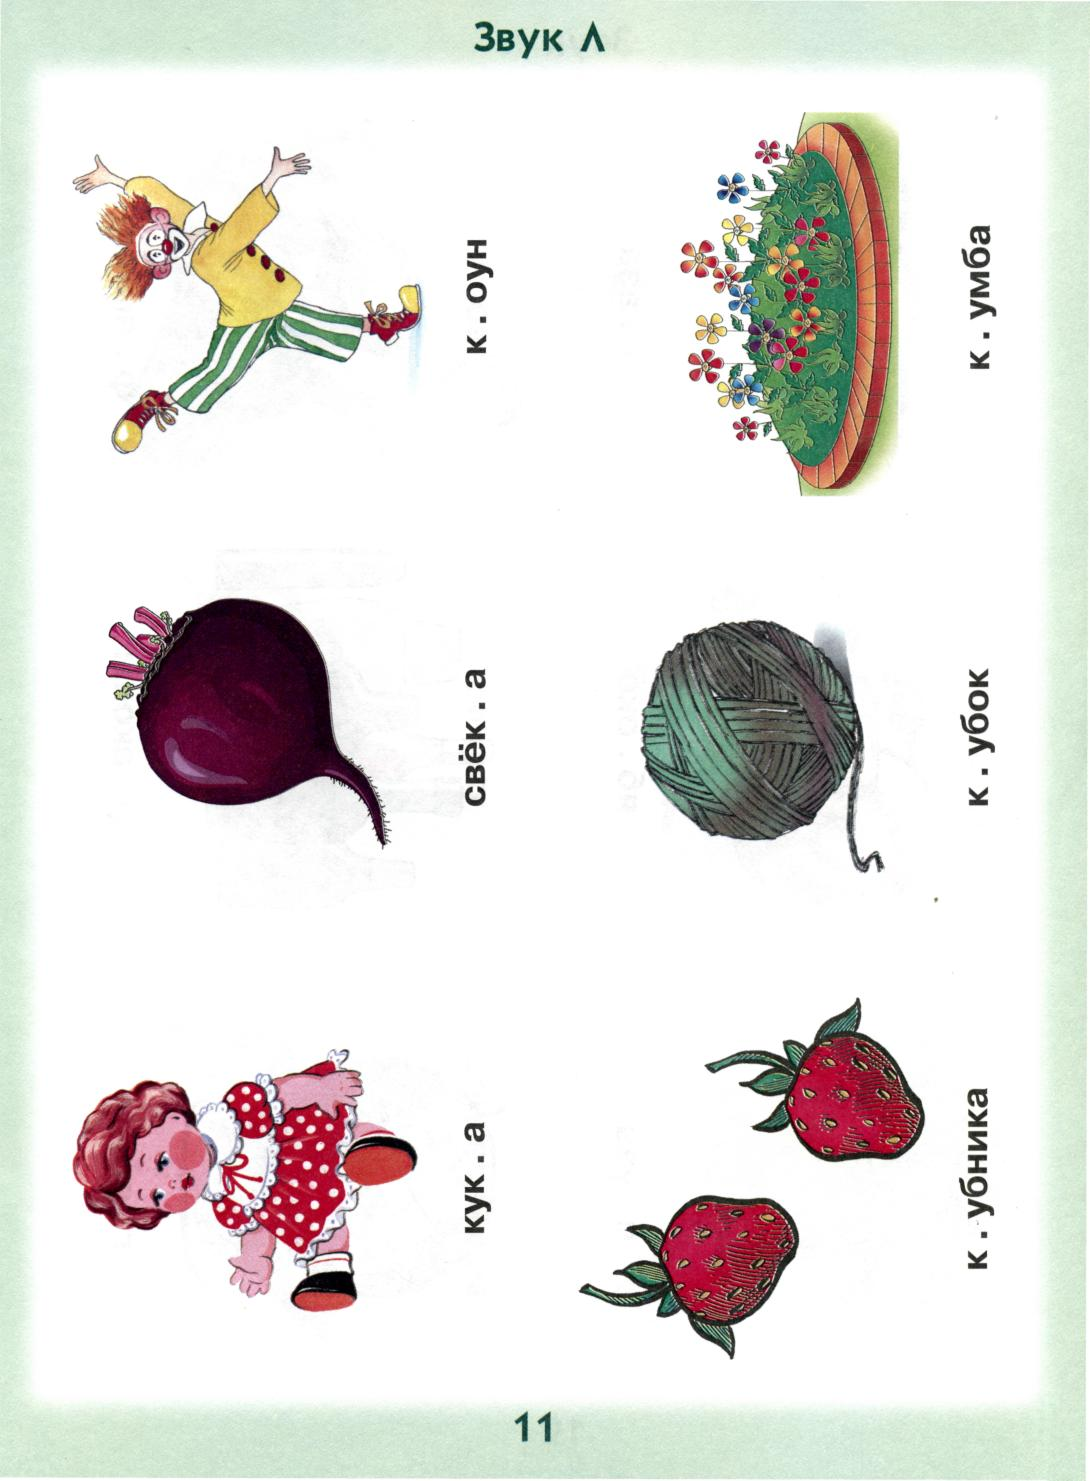 Звук Л
кук . а
свёк . а
к . оун
к . убника
к . убок
к . умба
11